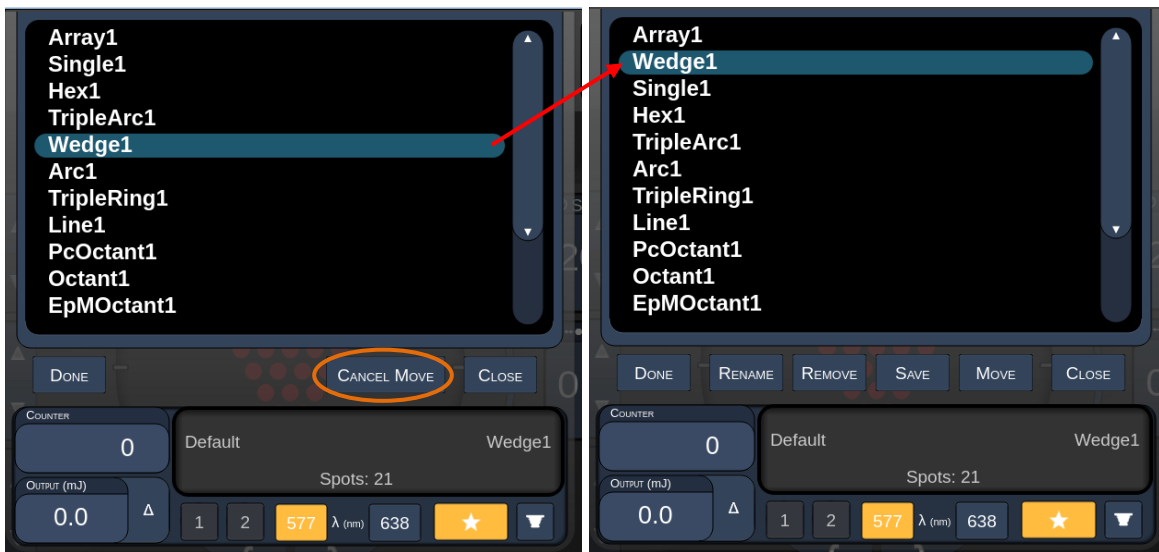 Array1
Single1
Hex1
TripleArc1
Wedge1
Arc1
TripleRing1
Line1
PcOctant1
Octant1
EpMOctant1
DONE CANCEL MOVE CLOSE
COUNTER
0
Default Wedge1
Spots: 21
OUTPUT (mJ)
0.0 Δ
1 2 577 λ (nm) 638
Array1
Wedge1
Single1
Hex1
TripleArc1
Arc1
TripleRing1
Line1
PcOctant1
Octant1
EpMOctant1
DONE RENAME REMOVE SAVE MOVE CLOSE
COUNTER
0
Default Wedge1
Spots: 21
OUTPUT (mJ)
0.0 Δ
1 2 577 λ (nm) 638